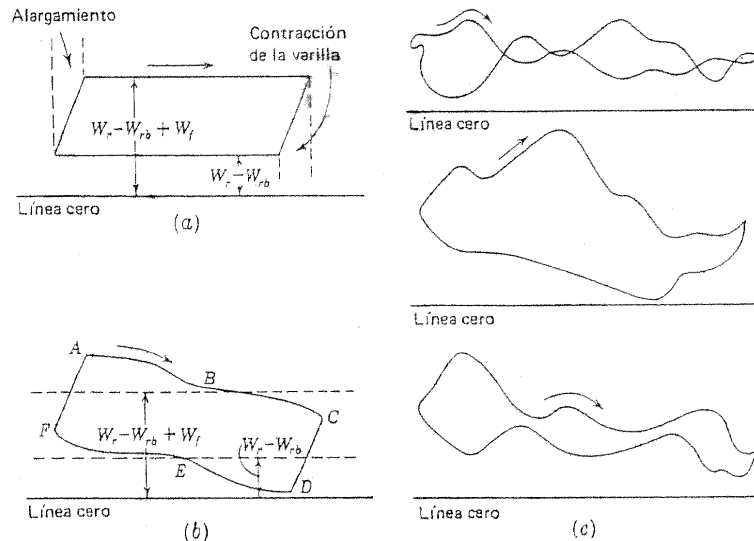 Alargamiento
Contracción
de la varilla
W_r − W_rb + W_f
W_r − W_rb
Línea cero
(a)
A
B
C
F
W_r − W_rb + W_f
W_r − W_rb
E
D
Línea cero
(b)
Línea cero
Línea cero
Línea cero
(c)